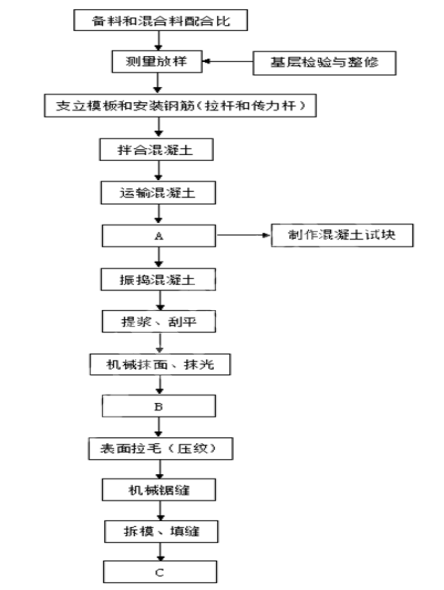 备料和混合料配合比
测量放样
基层检验与整修
支立模板和安装钢筋(拉杆和传力杆)
拌合混凝土
运输混凝土
A
制作混凝土试块
振捣混凝土
提浆、刮平
机械抹面、抹光
B
表面拉毛(压纹)
机械锯缝
拆模、填缝
C